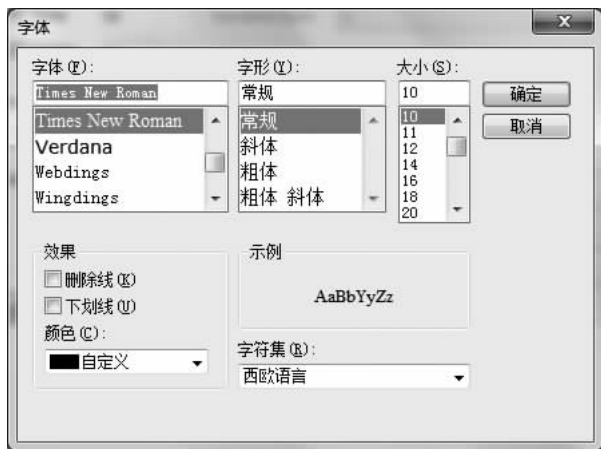 字体
字体(F):
字形(Y):
大小(S):
Times New Roman
常规
10
确定
取消
Times New Roman
Verdana
Webdings
Wingdings
常规
斜体
粗体
粗体 斜体
10
11
12
14
16
18
20
效果
删除线(K)
下划线(U)
颜色(C):
自定义
示例
AaBbYyZz
字符集(R):
西欧语言